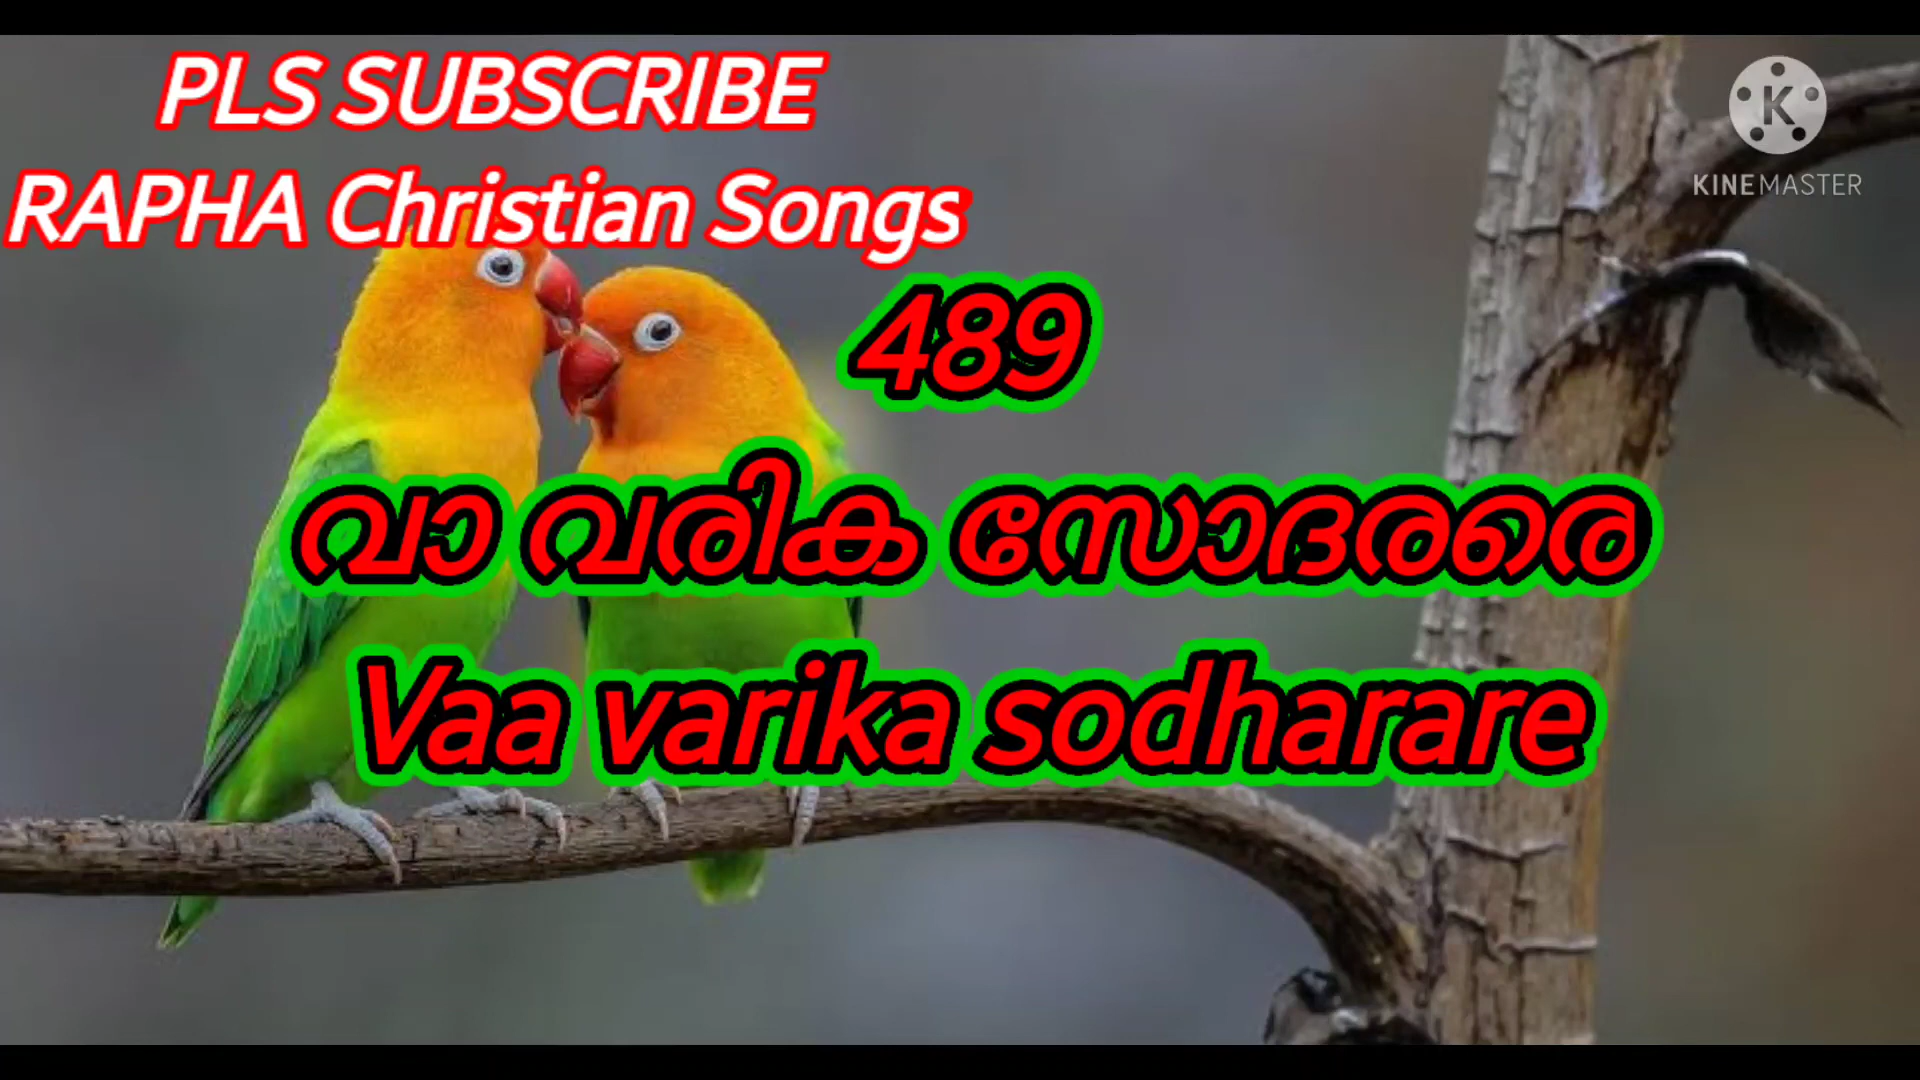 PLS SUBSCRIBE
RAPHA Christian Songs
K
KINEMASTER
489
വാ വരിക സോദരരെ
Vaa varika sodharare